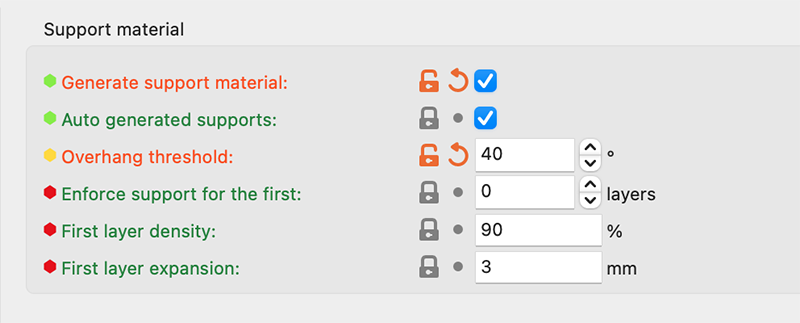 Support material
Generate support material:
Auto generated supports:
Overhang threshold: 40 °
Enforce support for the first: 0 layers
First layer density: 90 %
First layer expansion: 3 mm